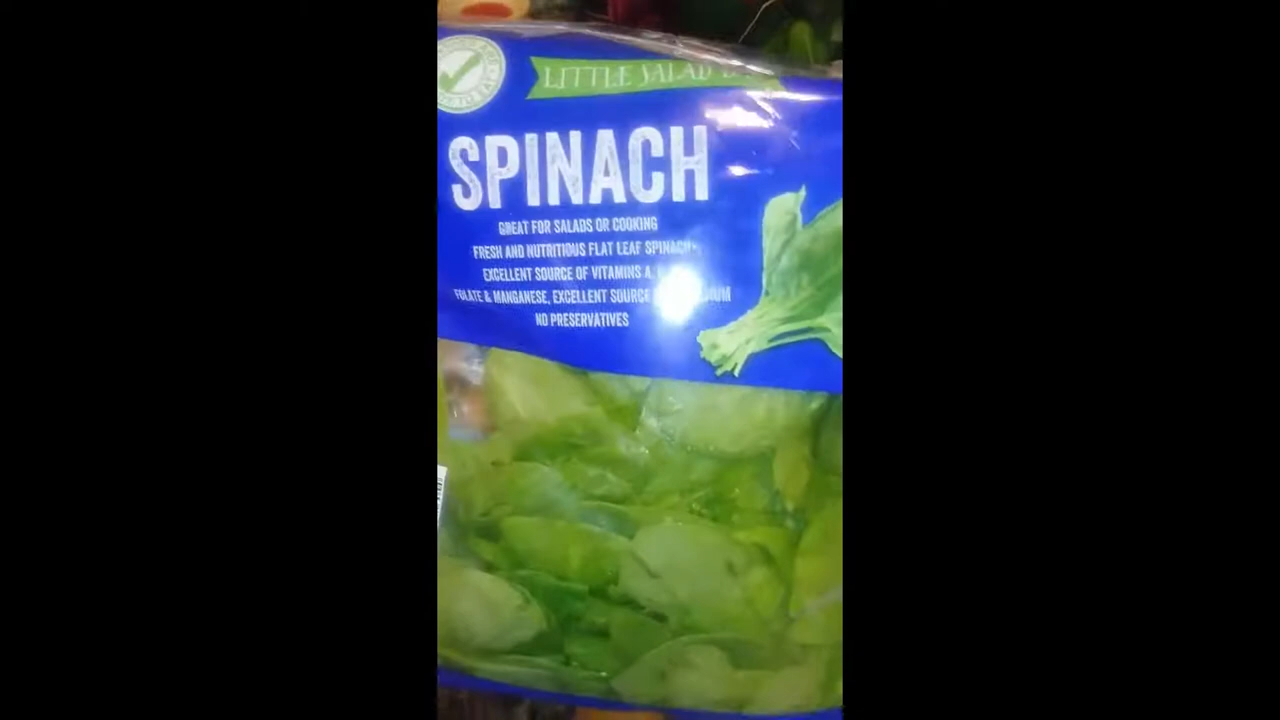 LITTLE SALAD
SPINACH
GREAT FOR SALADS OR COOKING
FRESH AND NUTRITIOUS FLAT LEAF SPINACH
EXCELLENT SOURCE OF VITAMINS A,
FOLATE & MANGANESE, EXCELLENT SOURCE
NO PRESERVATIVES